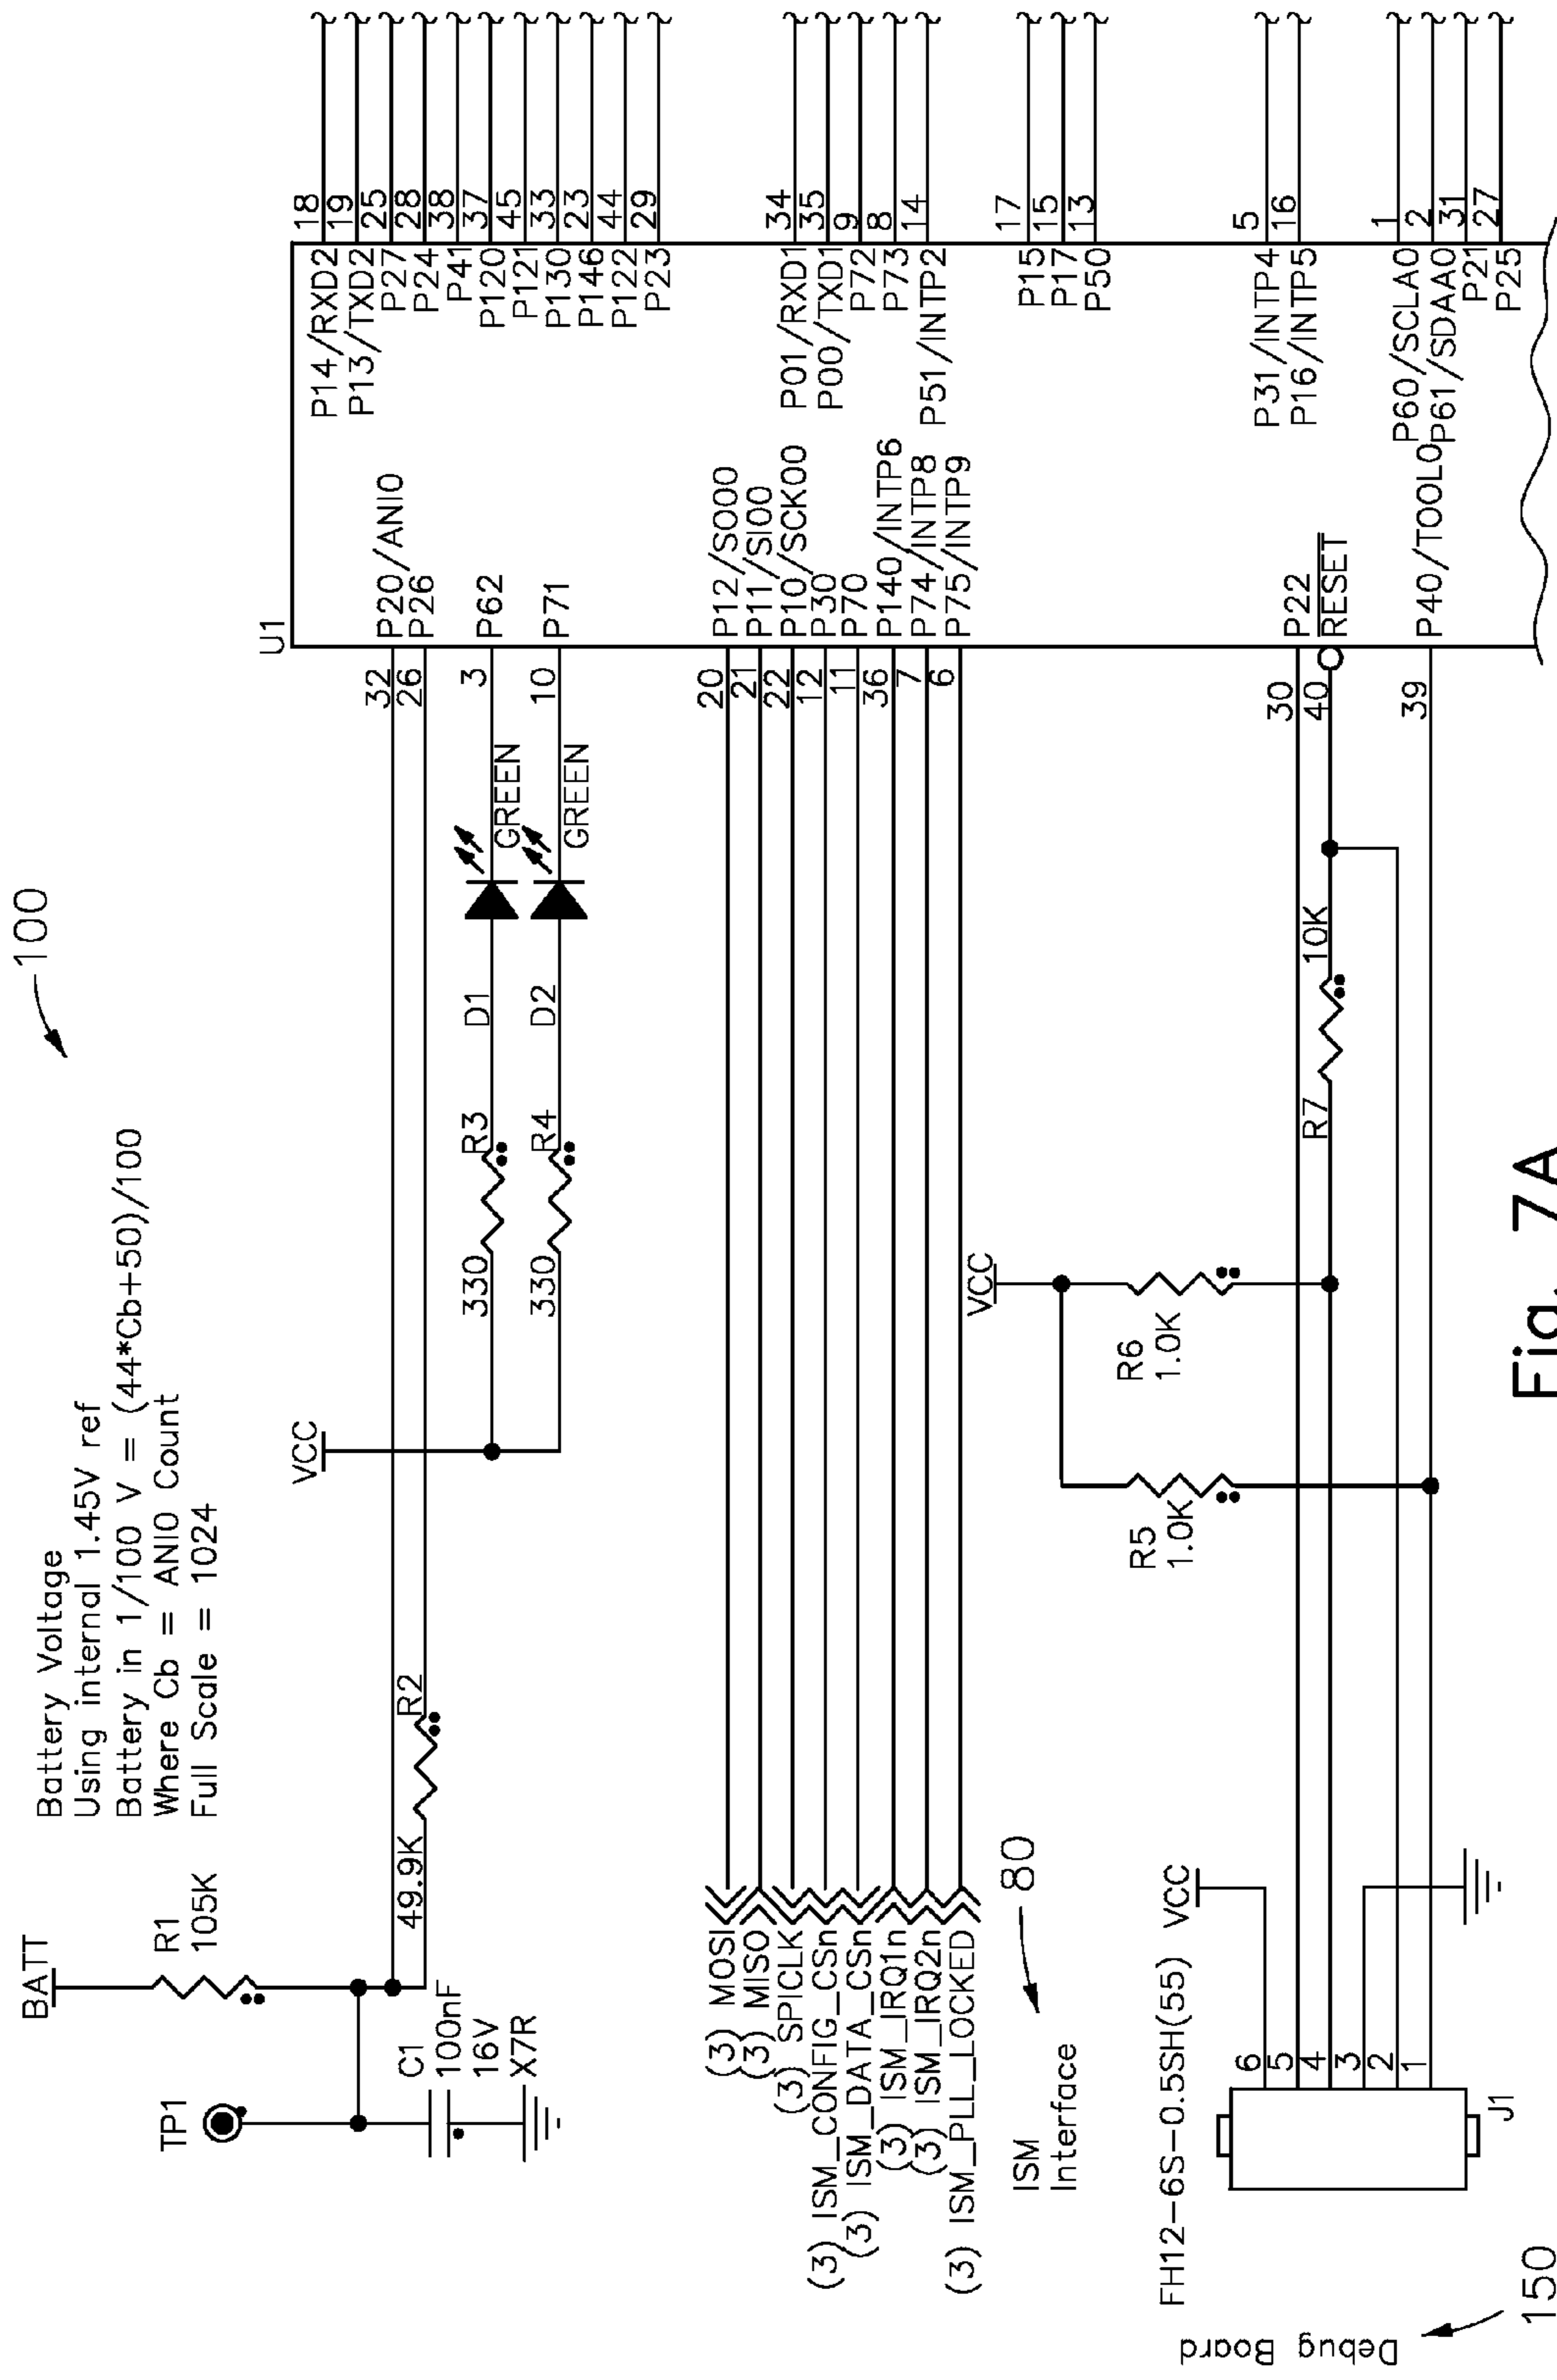 100
Battery Voltage
Using internal 1.45V ref
Battery in 1/100 V = (44*Cb+50)/100
Where Cb = ANI0 Count
Full Scale = 1024
BATT
R1
105K
TP1
C1
100nF
16V
X7R
49.9K
R2
VCC
330
R3
D1
GREEN
330
R4
D2
GREEN
U1
32
P20/ANI0
26
P26
3
P62
10
P71
(3) MOSI
20
P12/SO00
(3) MISO
21
P11/SI00
(3) SPICLK
22
P10/SCK00
(3) ISM_CONFIG_CSn
12
P30
(3) ISM_DATA_CSn
11
P70
(3) ISM_IRQ1n
36
P140/INTP6
(3) ISM_IRQ2n
7
P74/INTP8
(3) ISM_PLL_LOCKED
6
P75/INTP9
ISM
Interface
80
VCC
R6
1.0K
R5
1.0K
R7
10K
30
P22
40
RESET
39
P40/TOOL0
FH12-6S-0.5SH(55)
VCC
6
5
4
3
2
1
J1
Debug
Board
150
P14/RXD2
18
P13/TXD2
19
P27
25
P24
28
P41
38
P120
37
P121
45
P130
33
P146
23
P122
44
P23
29
P01/RXD1
34
P00/TXD1
35
P72
9
P73
8
P51/INTP2
14
P15
17
P17
15
P50
13
P31/INTP4
5
P16/INTP5
16
P60/SCLA0
1
P61/SDAA0
2
P21
31
P25
27
Fig. 7A